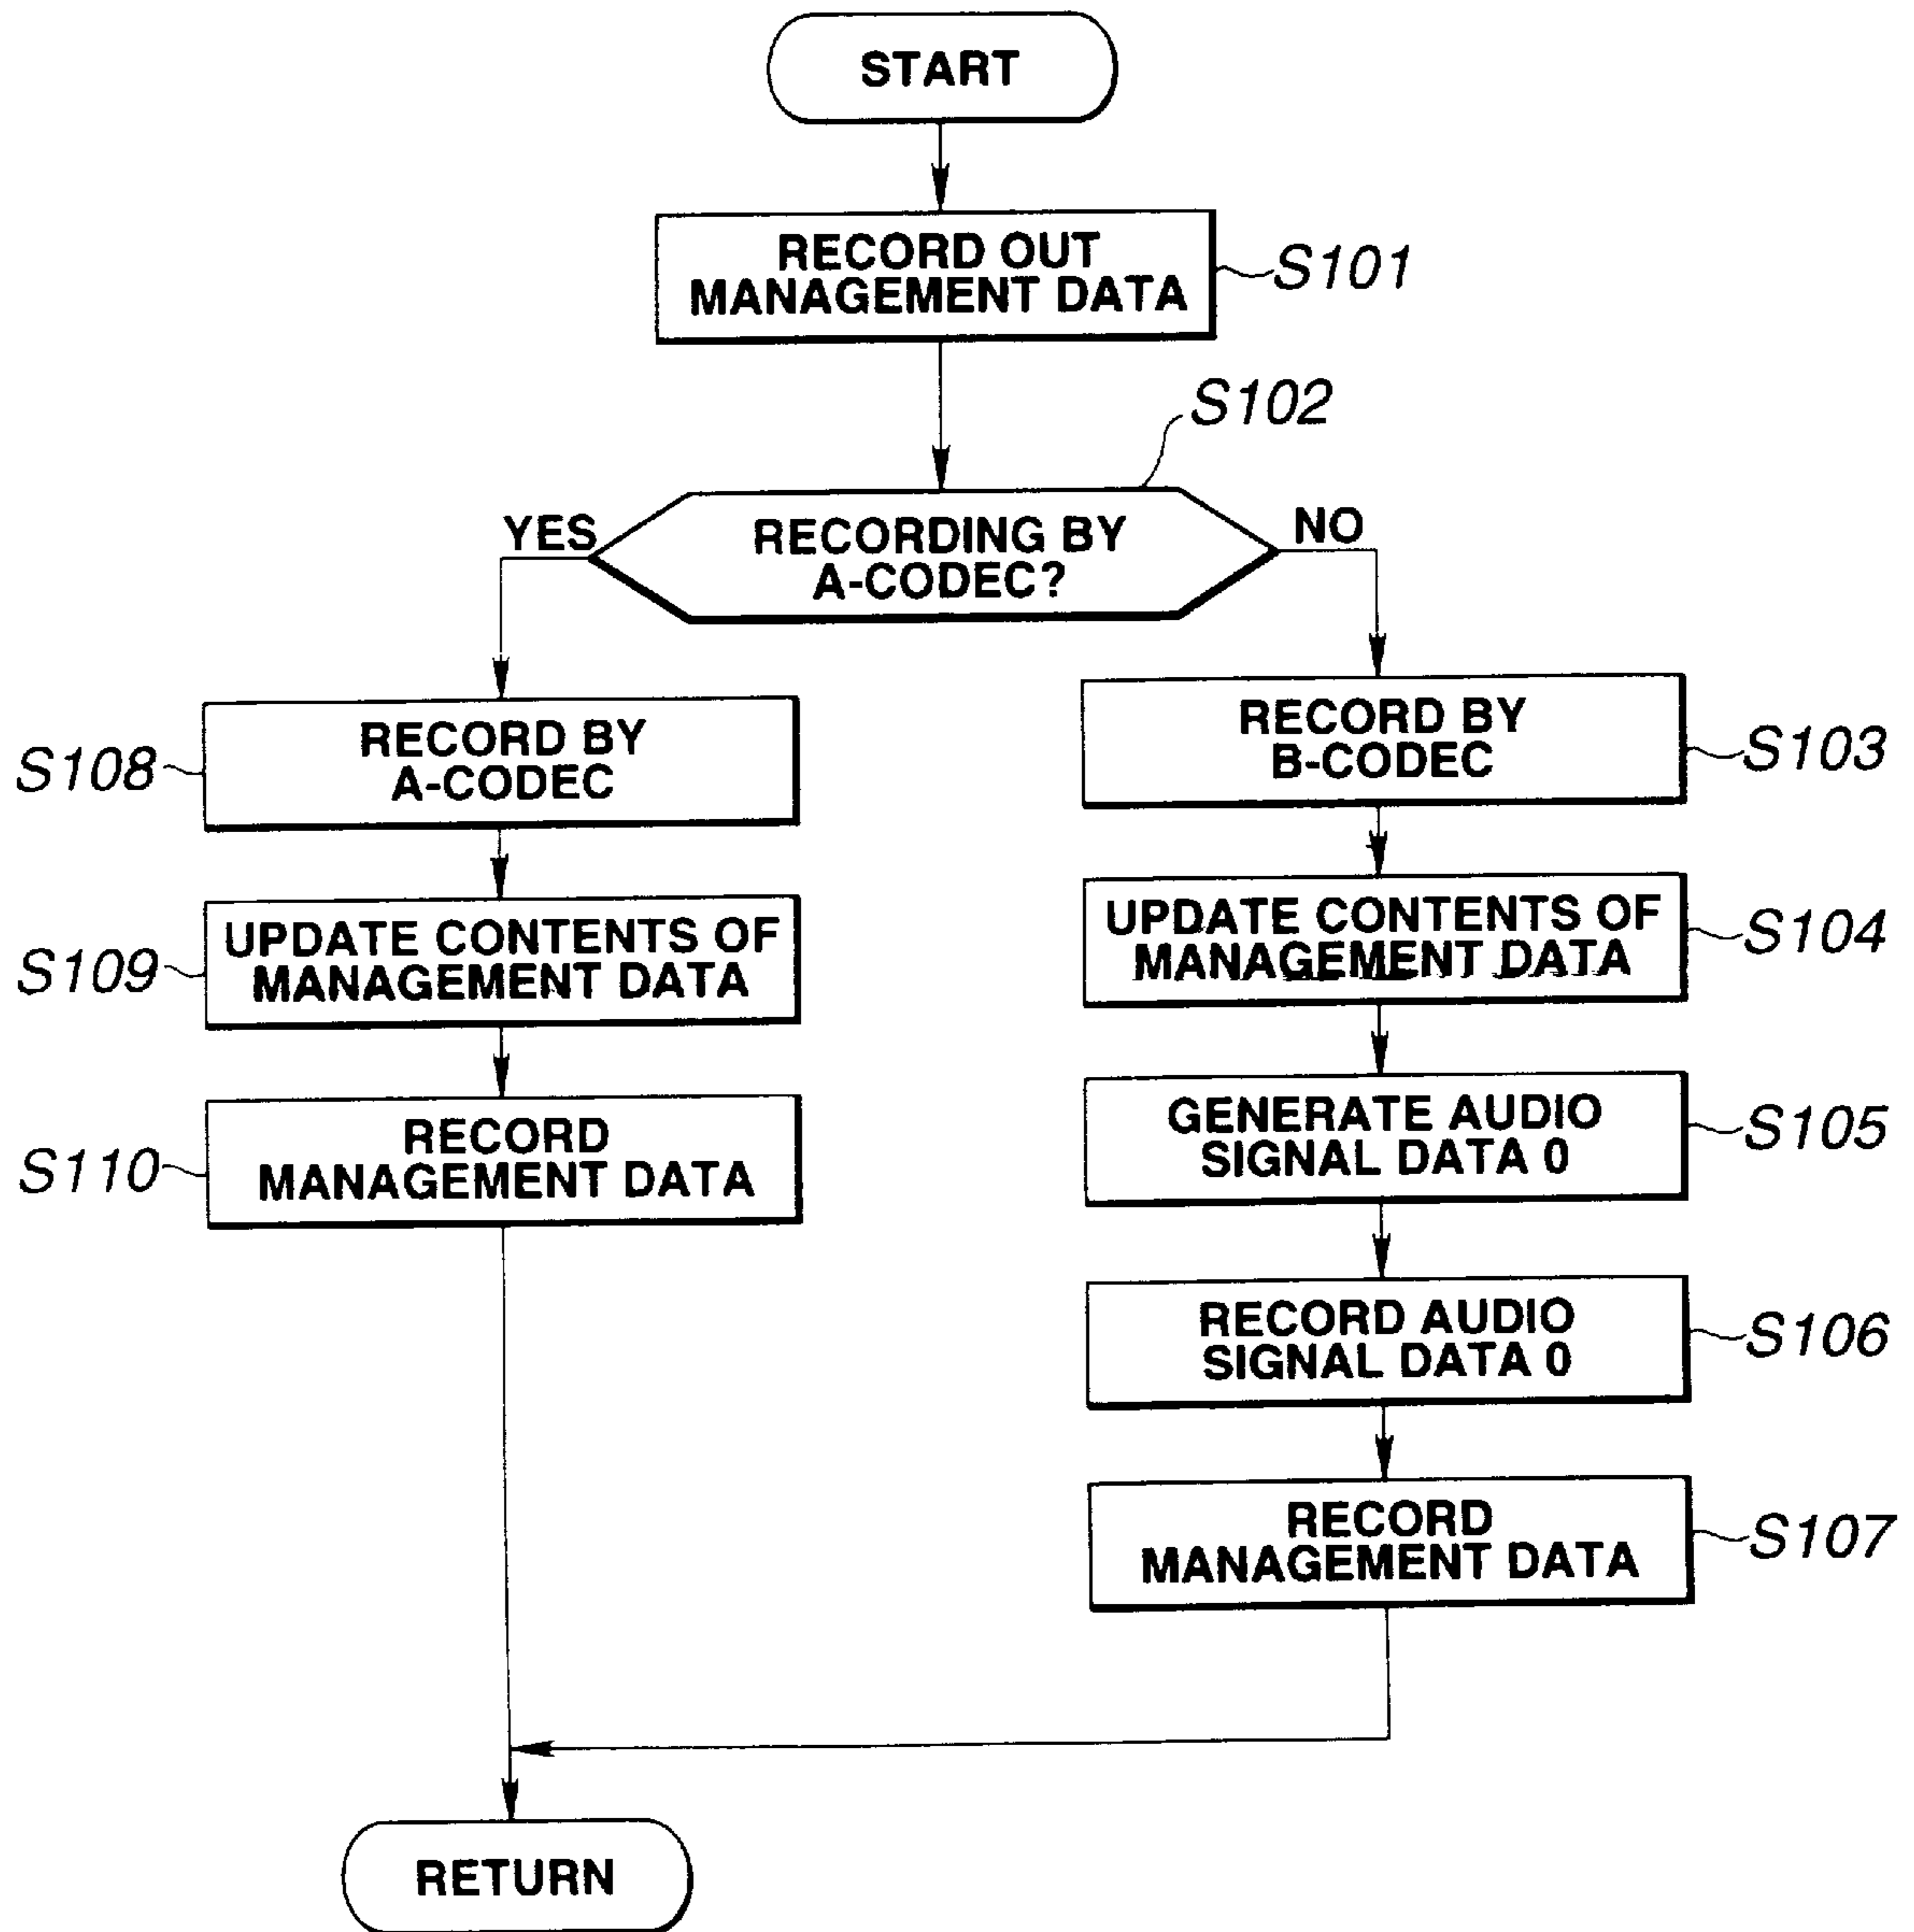 START
RECORD OUT
MANAGEMENT DATA
S101
S102
YES
RECORDING BY
A-CODEC?
NO
S108
RECORD BY
A-CODEC
S109
UPDATE CONTENTS OF
MANAGEMENT DATA
S110
RECORD
MANAGEMENT DATA
RECORD BY
B-CODEC
S103
UPDATE CONTENTS OF
MANAGEMENT DATA
S104
GENERATE AUDIO
SIGNAL DATA 0
S105
RECORD AUDIO
SIGNAL DATA 0
S106
RECORD
MANAGEMENT DATA
S107
RETURN